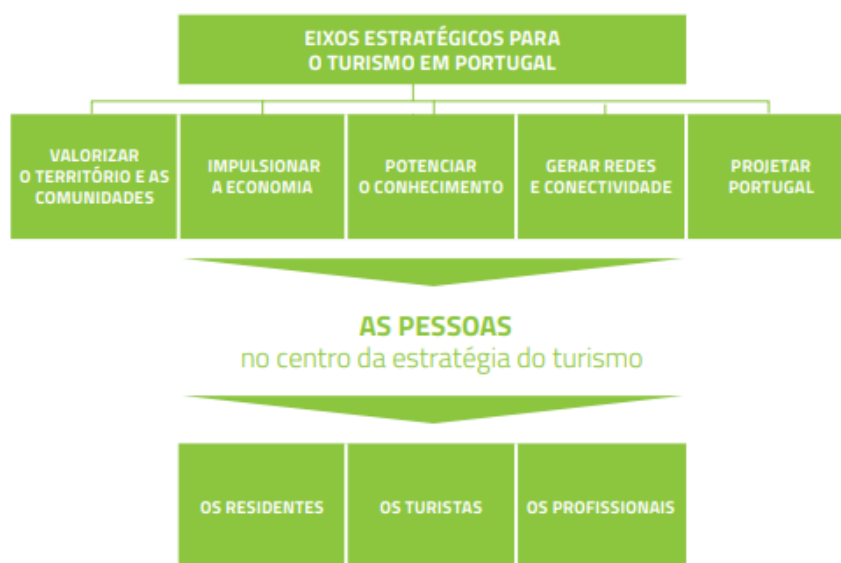 EIXOS ESTRATÉGICOS PARA
O TURISMO EM PORTUGAL
VALORIZAR
O TERRITÓRIO E AS
COMUNIDADES
IMPULSIONAR
A ECONOMIA
POTENCIAR
O CONHECIMENTO
GERAR REDES
E CONECTIVIDADE
PROJETAR
PORTUGAL
AS PESSOAS
no centro da estratégia do turismo
OS RESIDENTES
OS TURISTAS
OS PROFISSIONAIS